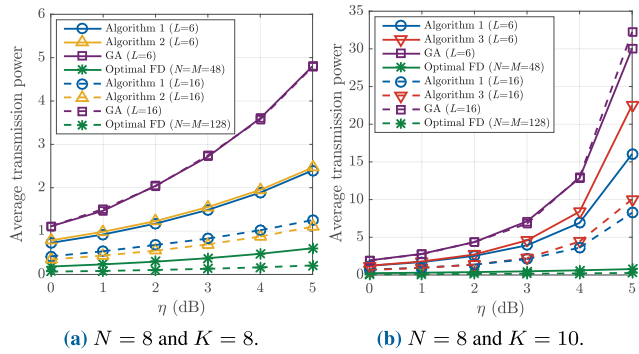 Average transmission power
6
5
4
3
2
1
0
Algorithm 1 (L=6)
Algorithm 2 (L=6)
GA (L=6)
Optimal FD (N=M=48)
Algorithm 1 (L=16)
Algorithm 2 (L=16)
GA (L=16)
Optimal FD (N=M=128)
0 1 2 3 4 5
η (dB)
(a) N = 8 and K = 8.
Average transmission power
35
30
25
20
15
10
5
0
Algorithm 1 (L=6)
Algorithm 3 (L=6)
GA (L=6)
Optimal FD (N=M=48)
Algorithm 1 (L=16)
Algorithm 3 (L=16)
GA (L=16)
Optimal FD (N=M=128)
0 1 2 3 4 5
η (dB)
(b) N = 8 and K = 10.